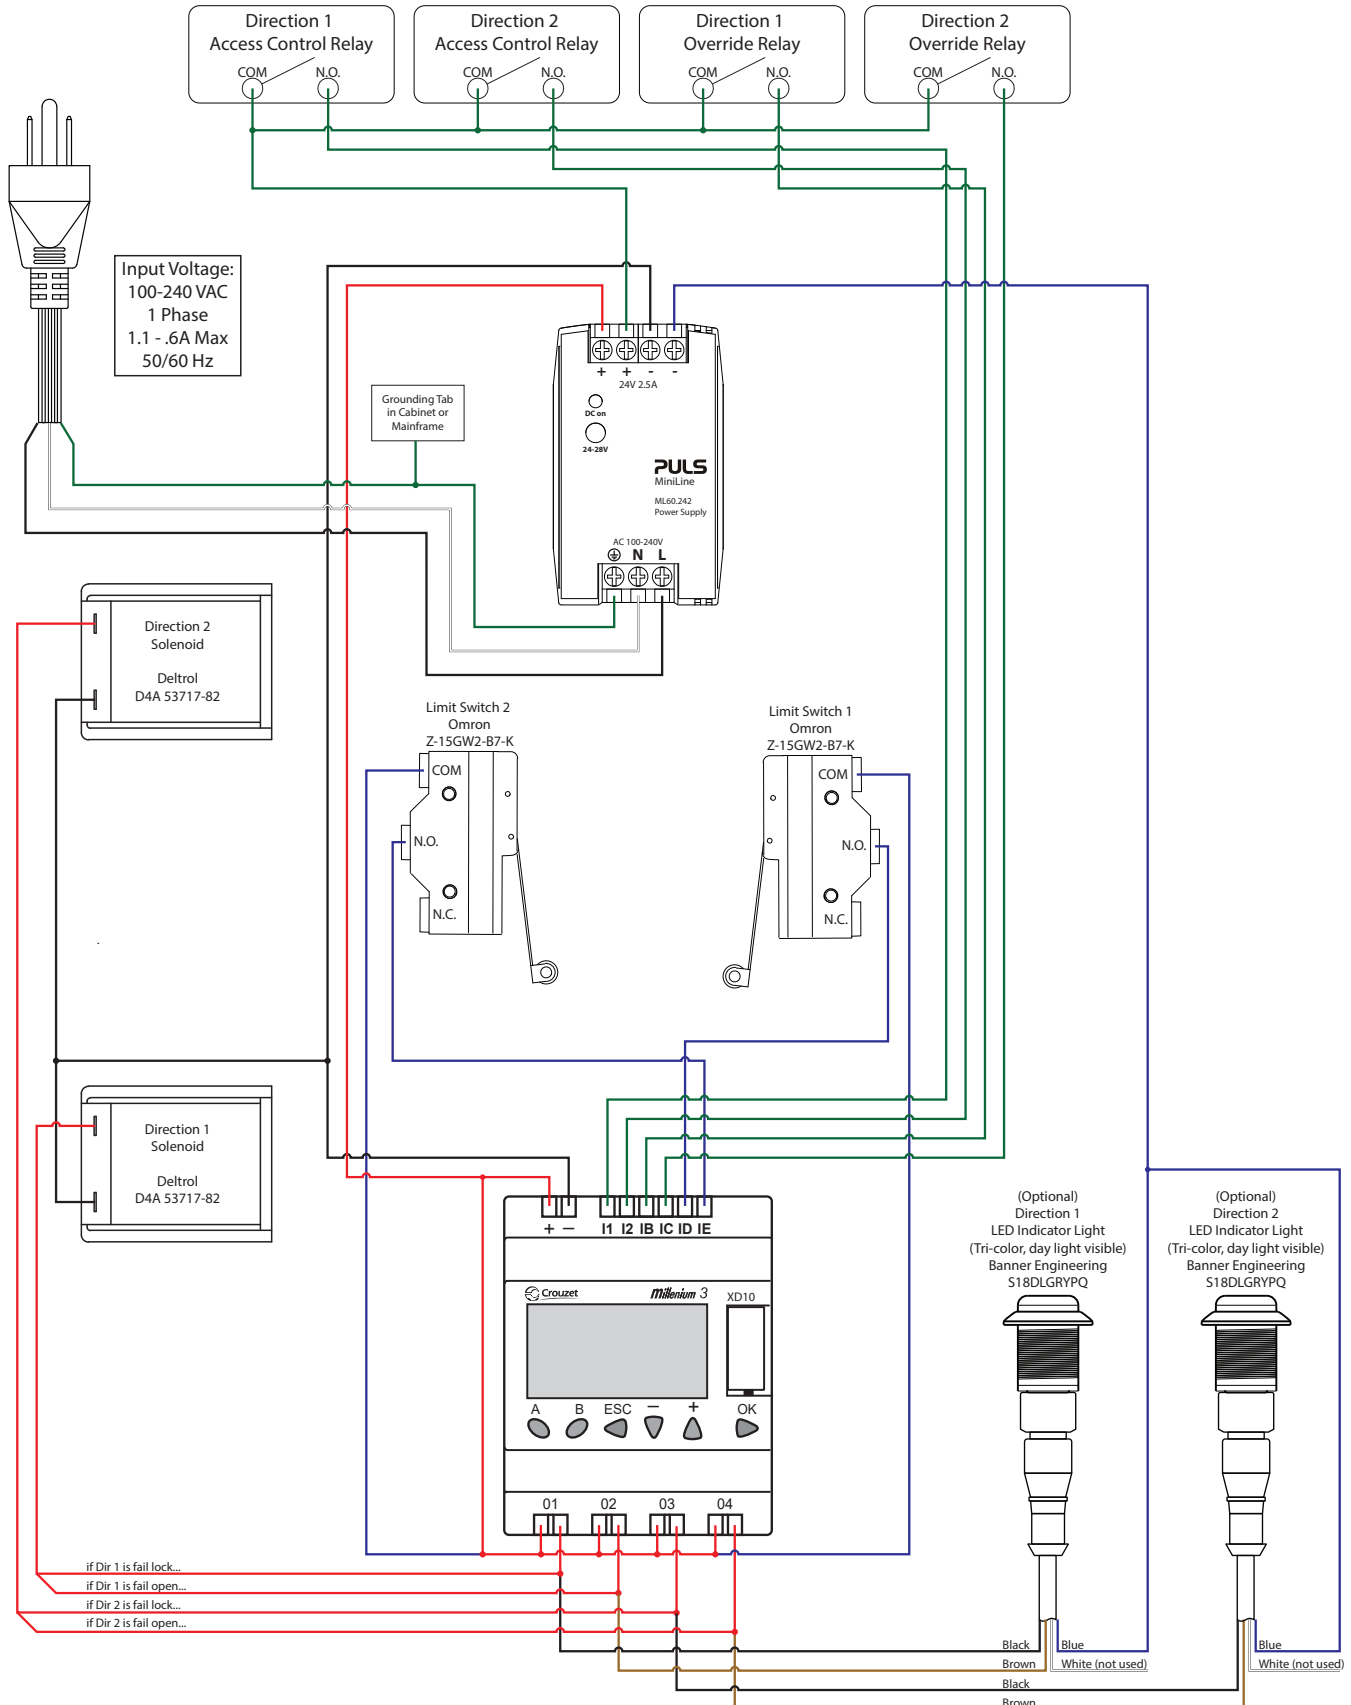 Direction 1
Access Control Relay
COM
N.O.
Direction 2
Access Control Relay
COM
N.O.
Direction 1
Override Relay
COM
N.O.
Direction 2
Override Relay
COM
N.O.
Input Voltage:
100-240 VAC
1 Phase
1.1 - .6A Max
50/60 Hz
+ + - -
24V 2.5A
DC on
24-28V
PULS
MiniLine
ML60.242
Power Supply
AC 100-240V
N L
Grounding Tab
in Cabinet or
Mainframe
Direction 2
Solenoid
Deltrol
D4A 53717-82
Limit Switch 2
Omron
Z-15GW2-B7-K
COM
N.O.
N.C.
Limit Switch 1
Omron
Z-15GW2-B7-K
COM
N.O.
N.C.
Direction 1
Solenoid
Deltrol
D4A 53717-82
+ — I1 I2 IB IC ID IE
Crouzet
Millenium 3
XD10
A B ESC — + OK
01 02 03 04
(Optional)
Direction 1
LED Indicator Light
(Tri-color, day light visible)
Banner Engineering
S18DLGRYPQ
(Optional)
Direction 2
LED Indicator Light
(Tri-color, day light visible)
Banner Engineering
S18DLGRYPQ
if Dir 1 is fail lock...
if Dir 1 is fail open...
if Dir 2 is fail lock...
if Dir 2 is fail open...
Black
Blue
Brown
White (not used)
Black
Brown
Blue
White (not used)